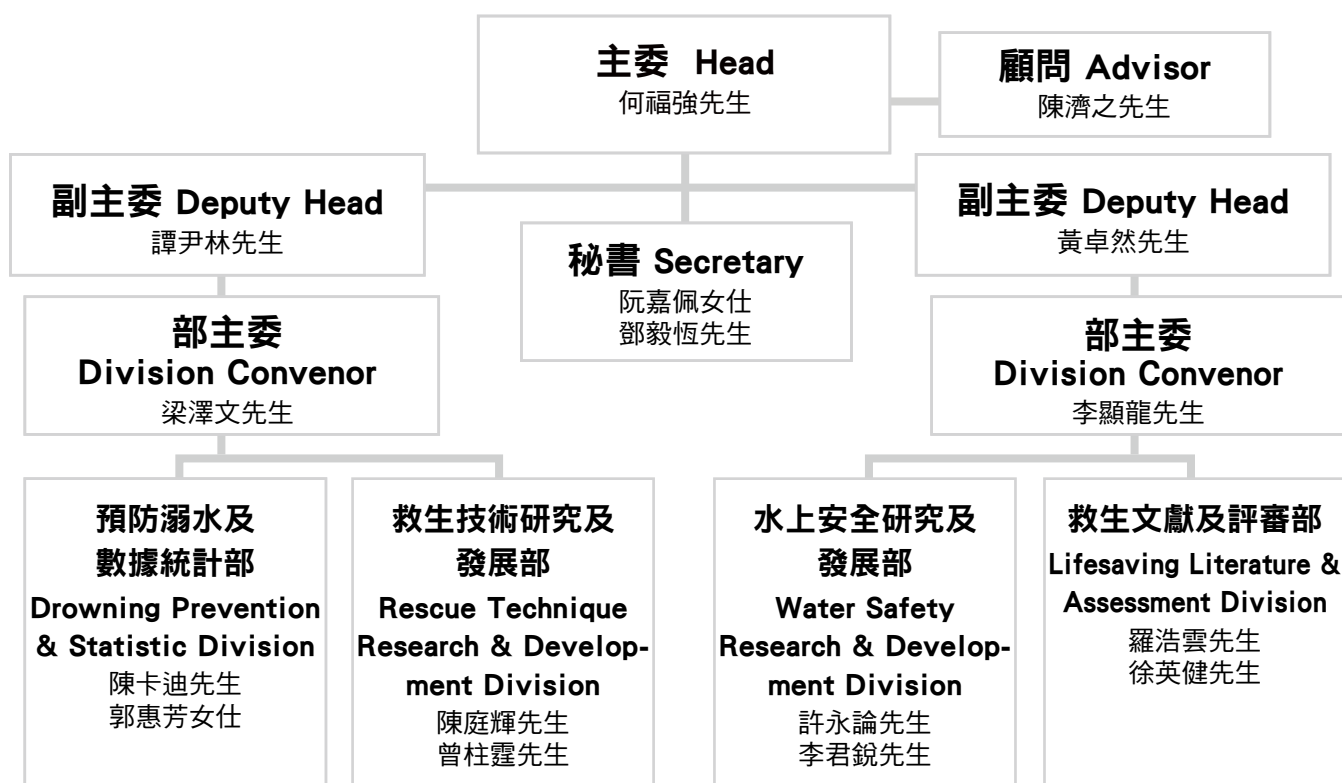 主委 Head
何福強先生
顧問 Advisor
陳濟之先生
副主委 Deputy Head
譚尹林先生
秘書 Secretary
阮嘉佩女仕
鄧毅恆先生
副主委 Deputy Head
黃卓然先生
部主委
Division Convenor
梁澤文先生
部主委
Division Convenor
李顯龍先生
預防溺水及
數據統計部
Drowning Prevention
& Statistic Division
陳卡迪先生
郭惠芳女仕
救生技術研究及
發展部
Rescue Technique
Research & Develop-
ment Division
陳庭輝先生
曾柱霆先生
水上安全研究及
發展部
Water Safety
Research & Develop-
ment Division
許永論先生
李君銳先生
救生文獻及評審部
Lifesaving Literature &
Assessment Division
羅浩雲先生
徐英健先生